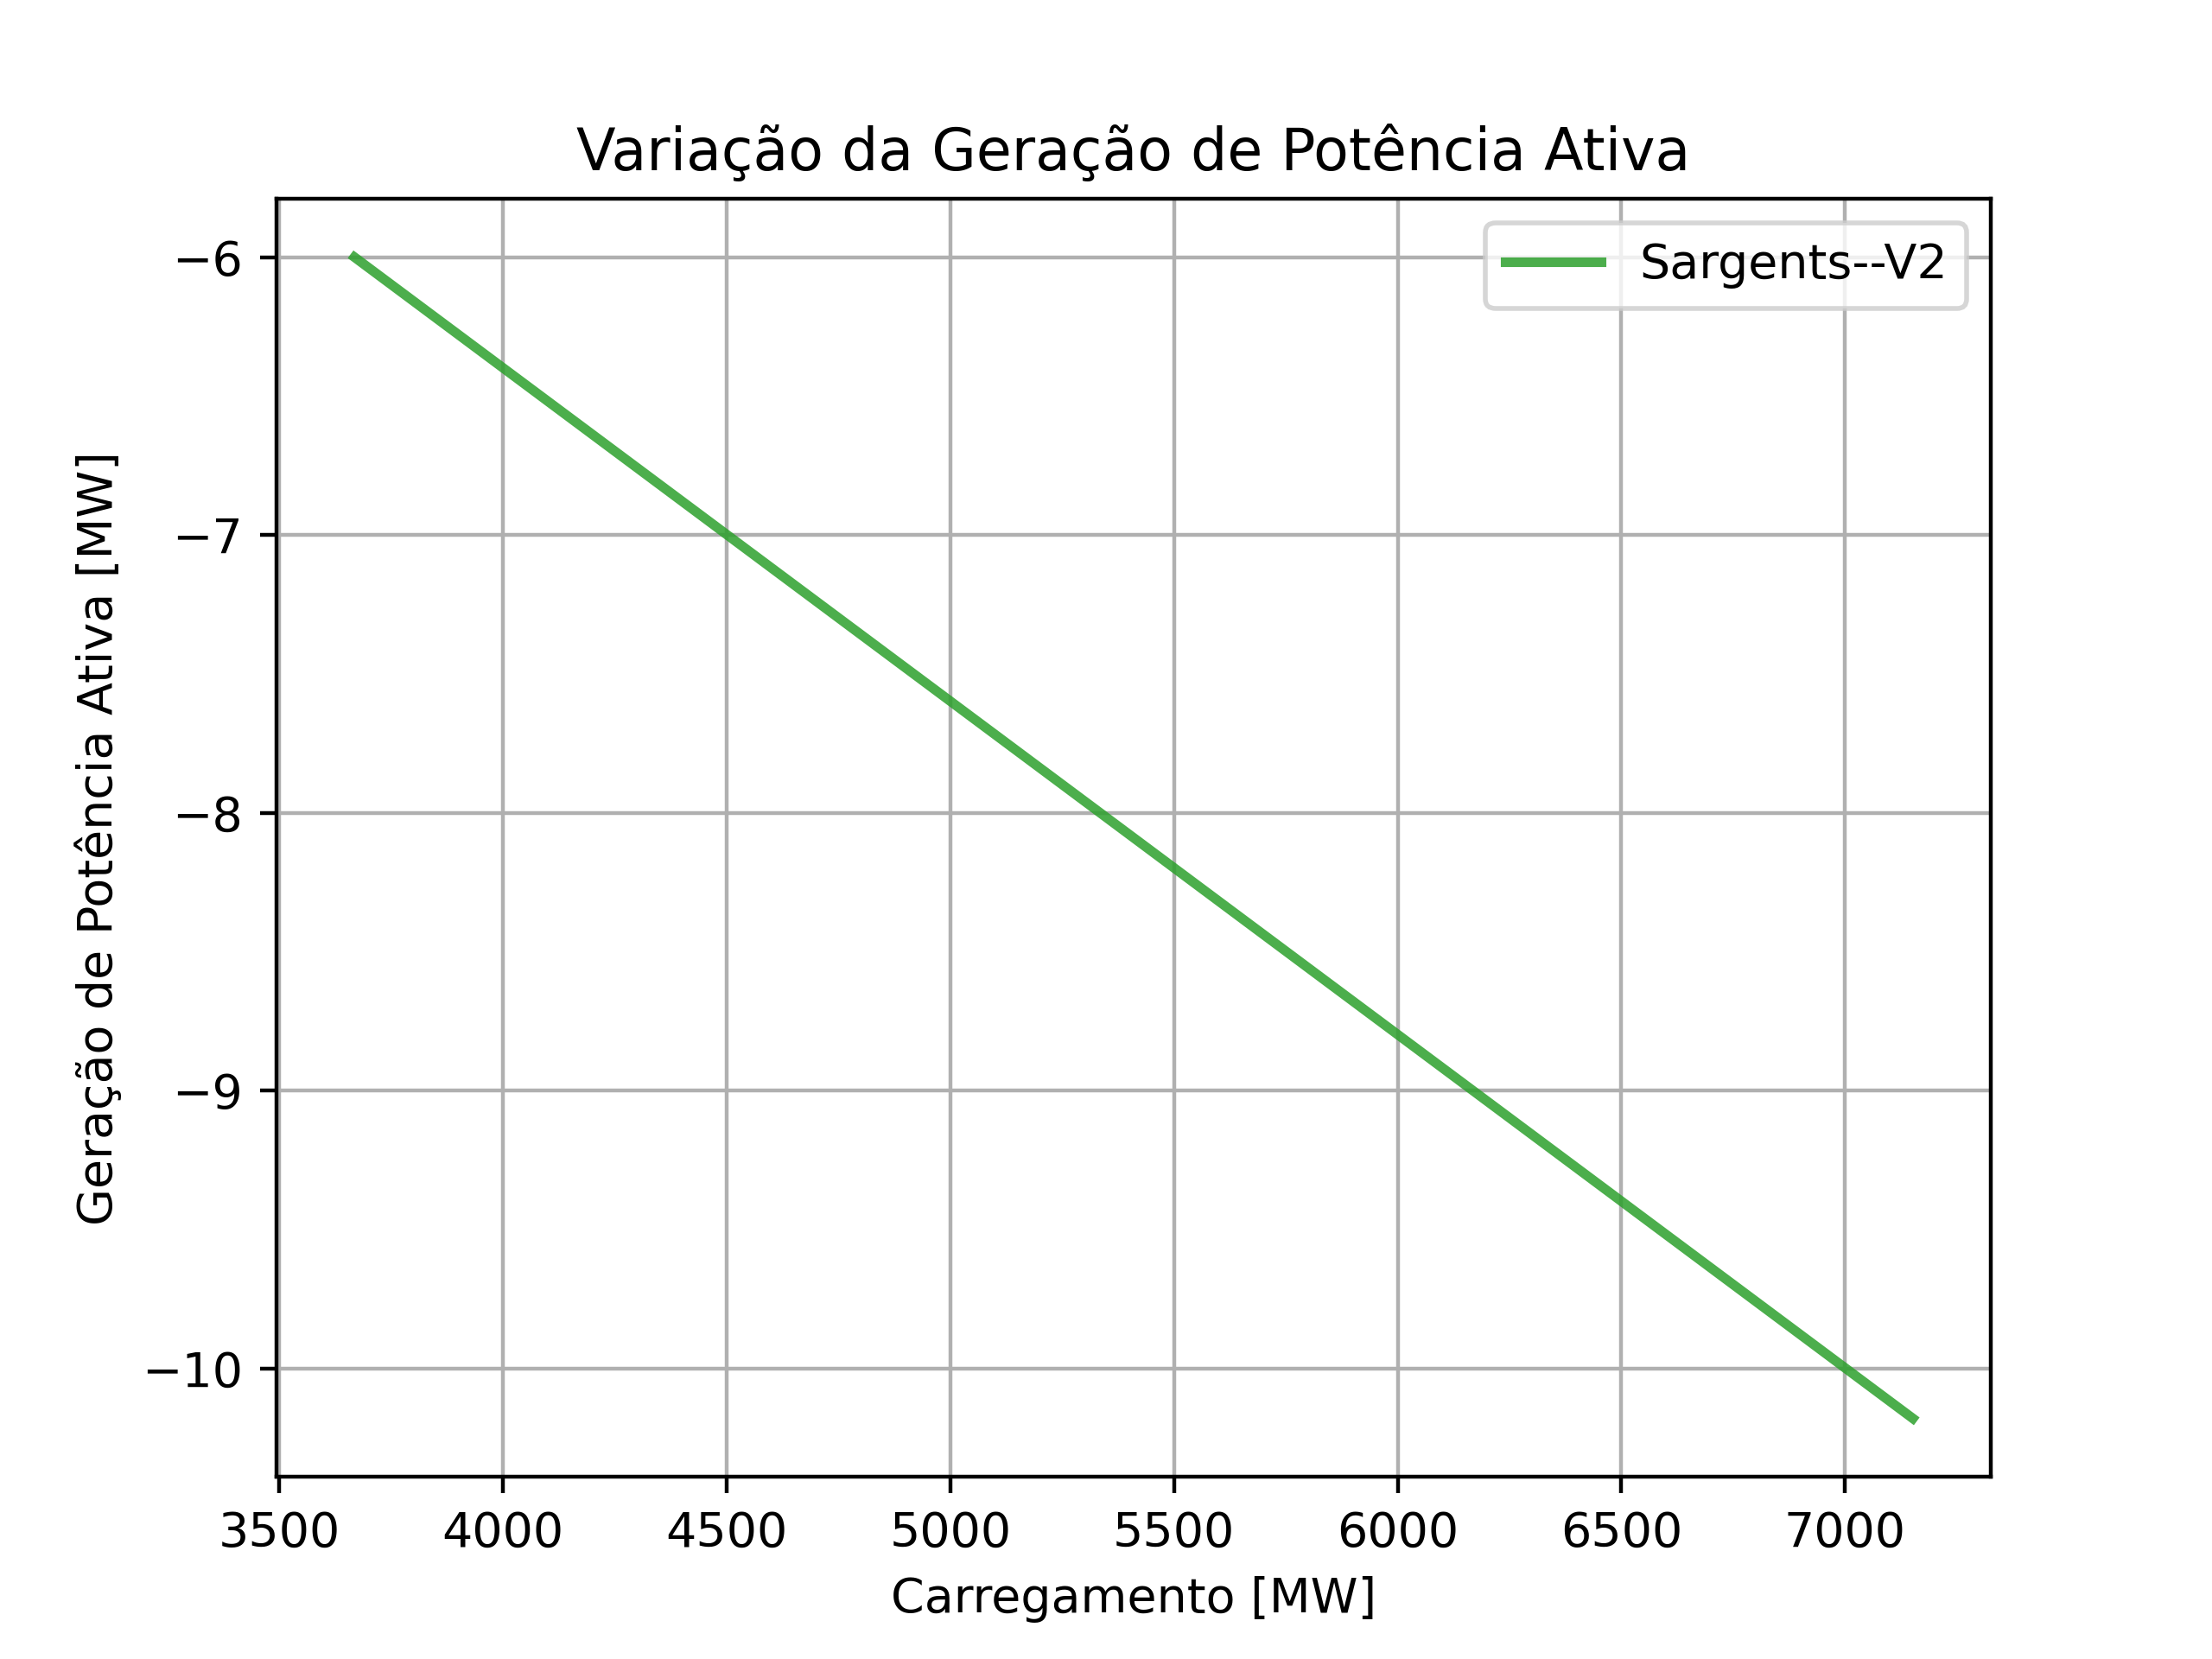 Variação da Geração de Potência Ativa
Sargents--V2
Geração de Potência Ativa [MW]
−6
−7
−8
−9
−10
3500 4000 4500 5000 5500 6000 6500 7000
Carregamento [MW]